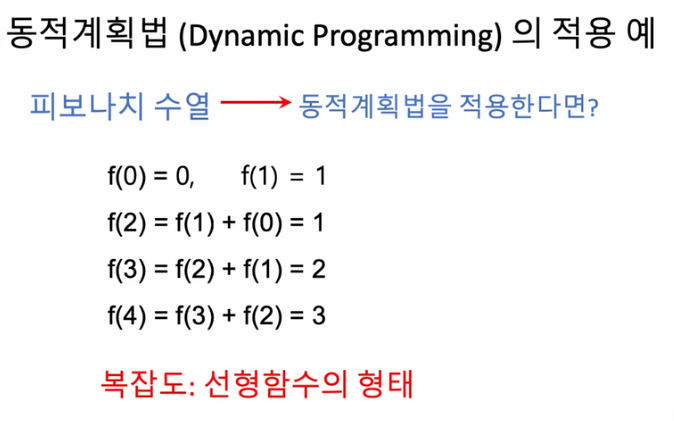 동적계획법 (Dynamic Programming) 의 적용 예
피보나치 수열 → 동적계획법을 적용한다면?
f(0) = 0, f(1) = 1
f(2) = f(1) + f(0) = 1
f(3) = f(2) + f(1) = 2
f(4) = f(3) + f(2) = 3
복잡도: 선형함수의 형태